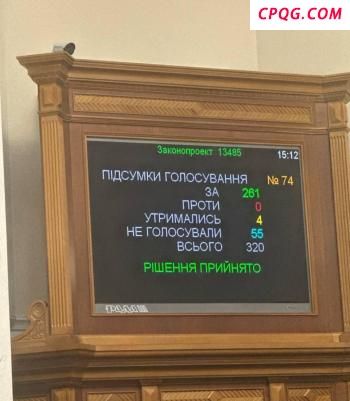 CPQG.COM
Законопроект 13485
15:12
ПІДСУМКИ ГОЛОСУВАННЯ № 74
ЗА 261
ПРОТИ 0
УТРИМАЛИСЬ 4
НЕ ГОЛОСУВАЛИ 55
ВСЬОГО 320
РІШЕННЯ ПРИЙНЯТО